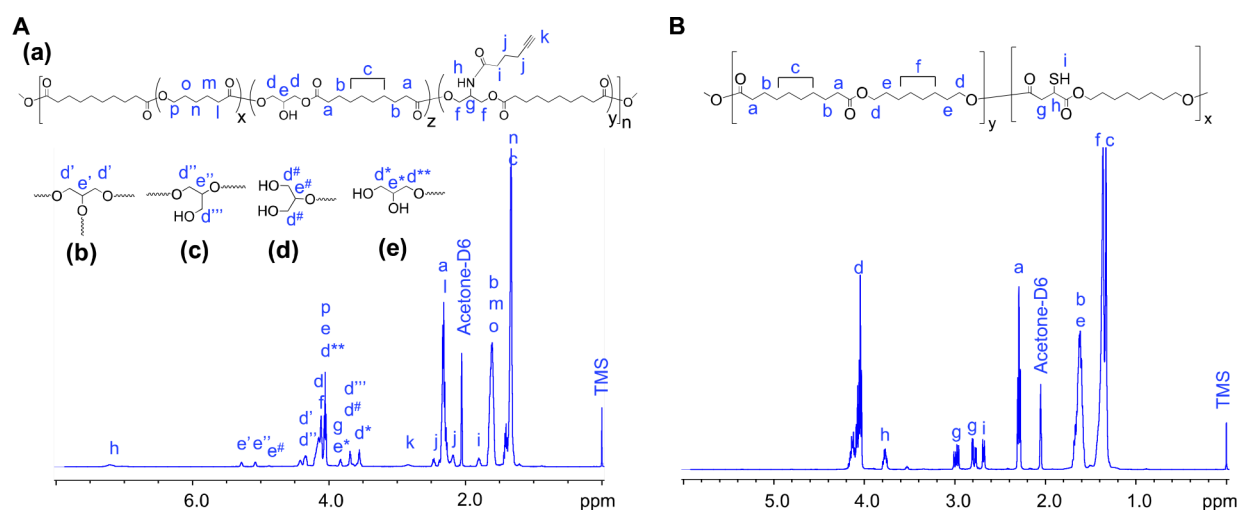 A
(a)
j k
o m
h
i j
O
HN
O p n l O
x
d e d
O OH O
O b c a
a b O
z
O g O
f f
O O
y
n
d' e' d'
O O
O
(b)
d'' e''
O O
HO d'''
(c)
d#
HO e#
HO O
d#
(d)
d* e* d**
HO O
OH
(e)
n
c
a
l
Acetone-D6
b
m
o
p
e
d**
d
f
d'''
d#
g
e*
d*
d'
d''
h
e' e'' e#
k
j j i
TMS
6.0 4.0 2.0 ppm
B
i
SH
O b c a e f d
O O
a b O d e O
y
O g h O
O O
x
f c
d
a
Acetone-D6
b
e
h g g i
TMS
5.0 4.0 3.0 2.0 1.0 ppm